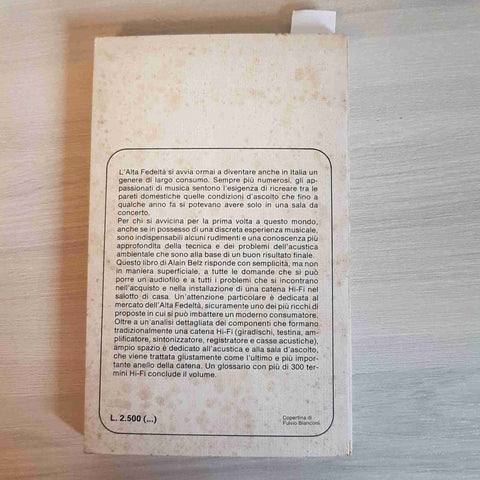 L'Alta Fedeltà si avvia ormai a diventare anche in Italia un
genere di largo consumo. Sempre più numerosi, gli ap-
passionati di musica sentono l'esigenza di ricreare tra le
pareti domestiche quelle condizioni d'ascolto che fino a
qualche anno fa si potevano avere solo in una sala da
concerto.
Per chi si avvicina per la prima volta a questo mondo,
anche se in possesso di una discreta esperienza musicale,
sono indispensabili alcuni rudimenti e una conoscenza più
approfondita della tecnica e dei problemi dell'acustica
ambientale che sono alla base di un buon risultato finale.
Questo libro di Alain Belz risponde con semplicità, ma non
in maniera superficiale, a tutte le domande che si può
porre un audiofilo e a tutti i problemi che si incontrano
nell'acquisto e nella installazione di una catena Hi-Fi nel
salotto di casa. Un'attenzione particolare è dedicata al
mercato dell'Alta Fedeltà, sicuramente uno dei più ricchi di
proposte in cui si può imbattere un moderno consumatore.
Oltre a un'analisi dettagliata dei componenti che formano
tradizionalmente una catena Hi-Fi (giradischi, testina, am-
plificatore, sintonizzatore, registratore e casse acustiche),
ampio spazio è dedicato all'acustica e alla sala d'ascolto,
che viene trattata giustamente come l'ultimo e più impor-
tante anello della catena. Un glossario con più di 300 ter-
mini Hi-Fi conclude il volume.
L. 2.500 (...)
Copertina di
Fulvio Bianconi